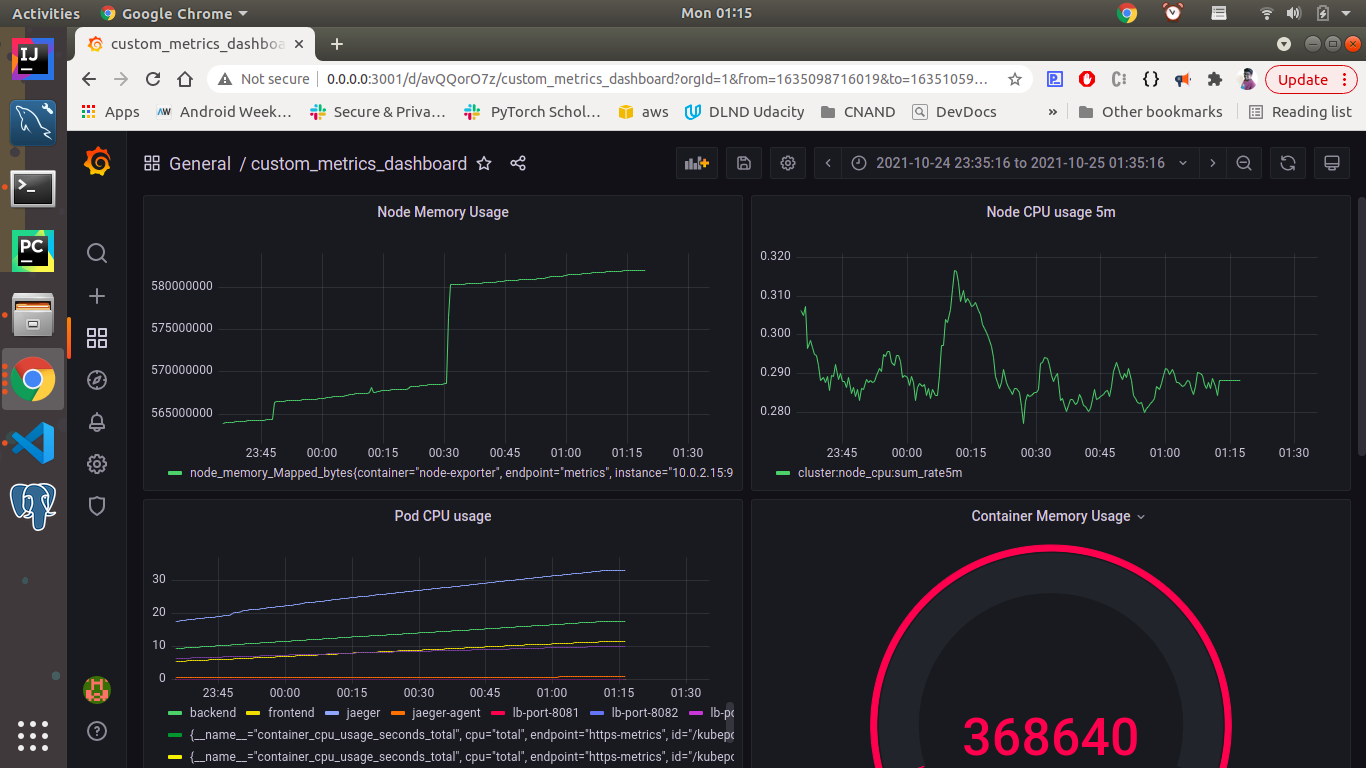 Activities Google Chrome Mon 01:15
custom_metrics_dashboa
Not secure 0.0.0.0:3001/d/avQQorO7z/custom_metrics_dashboard?orgId=1&from=1635098716019&to=16351059… Update
Apps Android Week… Secure & Priva… PyTorch Schol… aws DLND Udacity CNAND DevDocs » Other bookmarks Reading list
IJ
PC
General / custom_metrics_dashboard 2021-10-24 23:35:16 to 2021-10-25 01:35:16
Node Memory Usage
580000000
575000000
570000000
565000000
23:45 00:00 00:15 00:30 00:45 01:00 01:15 01:30
node_memory_Mapped_bytes{container="node-exporter", endpoint="metrics", instance="10.0.2.15:9
Node CPU usage 5m
0.320
0.310
0.300
0.290
0.280
23:45 00:00 00:15 00:30 00:45 01:00 01:15 01:30
cluster:node_cpu:sum_rate5m
Pod CPU usage
30
20
10
0
23:45 00:00 00:15 00:30 00:45 01:00 01:15 01:30
backend frontend jaeger jaeger-agent lb-port-8081 lb-port-8082 lb-po
{__name__="container_cpu_usage_seconds_total", cpu="total", endpoint="https-metrics", id="/kubepo
{__name__="container_cpu_usage_seconds_total", cpu="total", endpoint="https-metrics", id="/kubepo
Container Memory Usage
368640